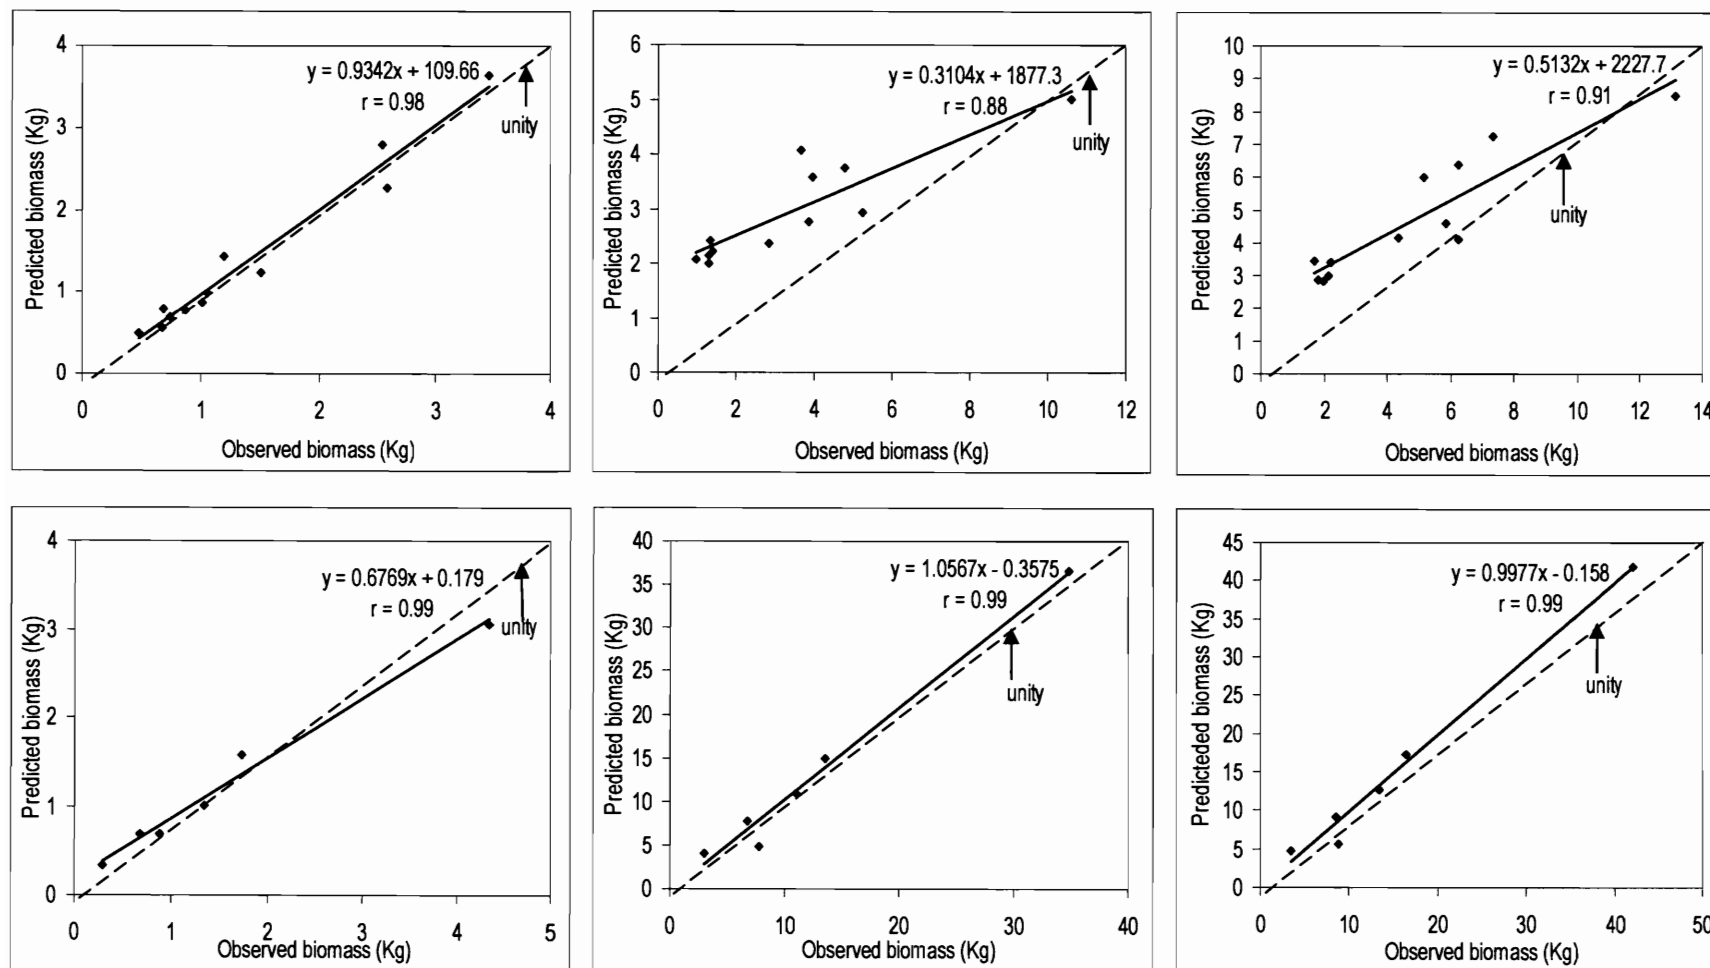 4
3
2
1
0
Predicted biomass (Kg)
y = 0.9342x + 109.66
r = 0.98
unity
0 1 2 3 4
Observed biomass (Kg)
6
5
4
3
2
1
0
Predicted biomass (Kg)
y = 0.3104x + 1877.3
r = 0.88
unity
0 2 4 6 8 10 12
Observed biomass (Kg)
10
9
8
7
6
5
4
3
2
1
0
Predicted biomass (Kg)
y = 0.5132x + 2227.7
r = 0.91
unity
0 2 4 6 8 10 12 14
Observed biomass (Kg)
4
3
2
1
0
Predicted biomass (Kg)
y = 0.6769x + 0.179
r = 0.99
unity
0 1 2 3 4 5
Observed biomass (Kg)
40
35
30
25
20
15
10
5
0
Predicted biomass (Kg)
y = 1.0567x - 0.3575
r = 0.99
unity
0 10 20 30 40
Observed biomass (Kg)
45
40
35
30
25
20
15
10
5
0
Predicteded biomass (Kg)
y = 0.9977x - 0.158
r = 0.99
unity
0 10 20 30 40 50
Observed biomass (Kg)